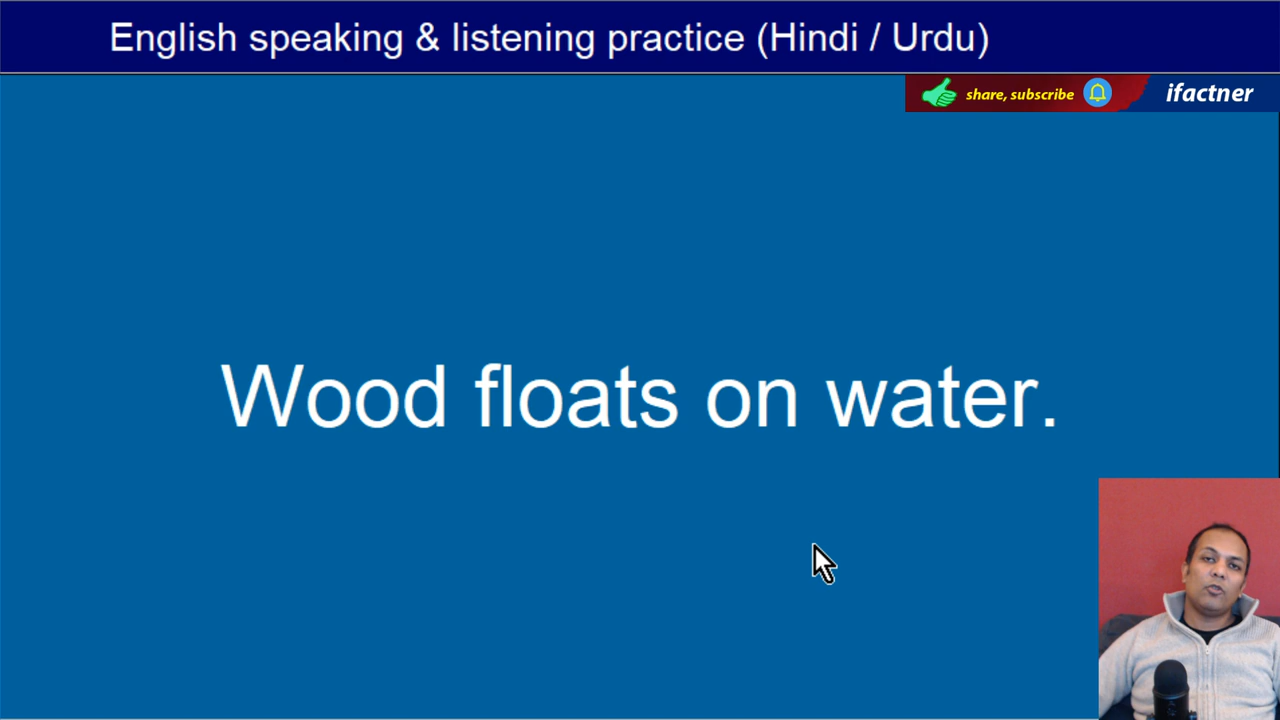 English speaking & listening practice (Hindi / Urdu)
share, subscribe
ifactner
Wood floats on water.